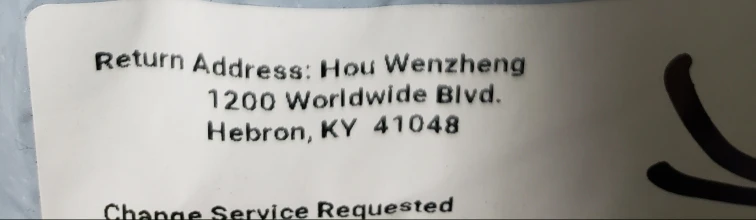 Return Address: Hou Wenzheng
1200 Worldwide Blvd.
Hebron, KY 41048
Change Service Requested